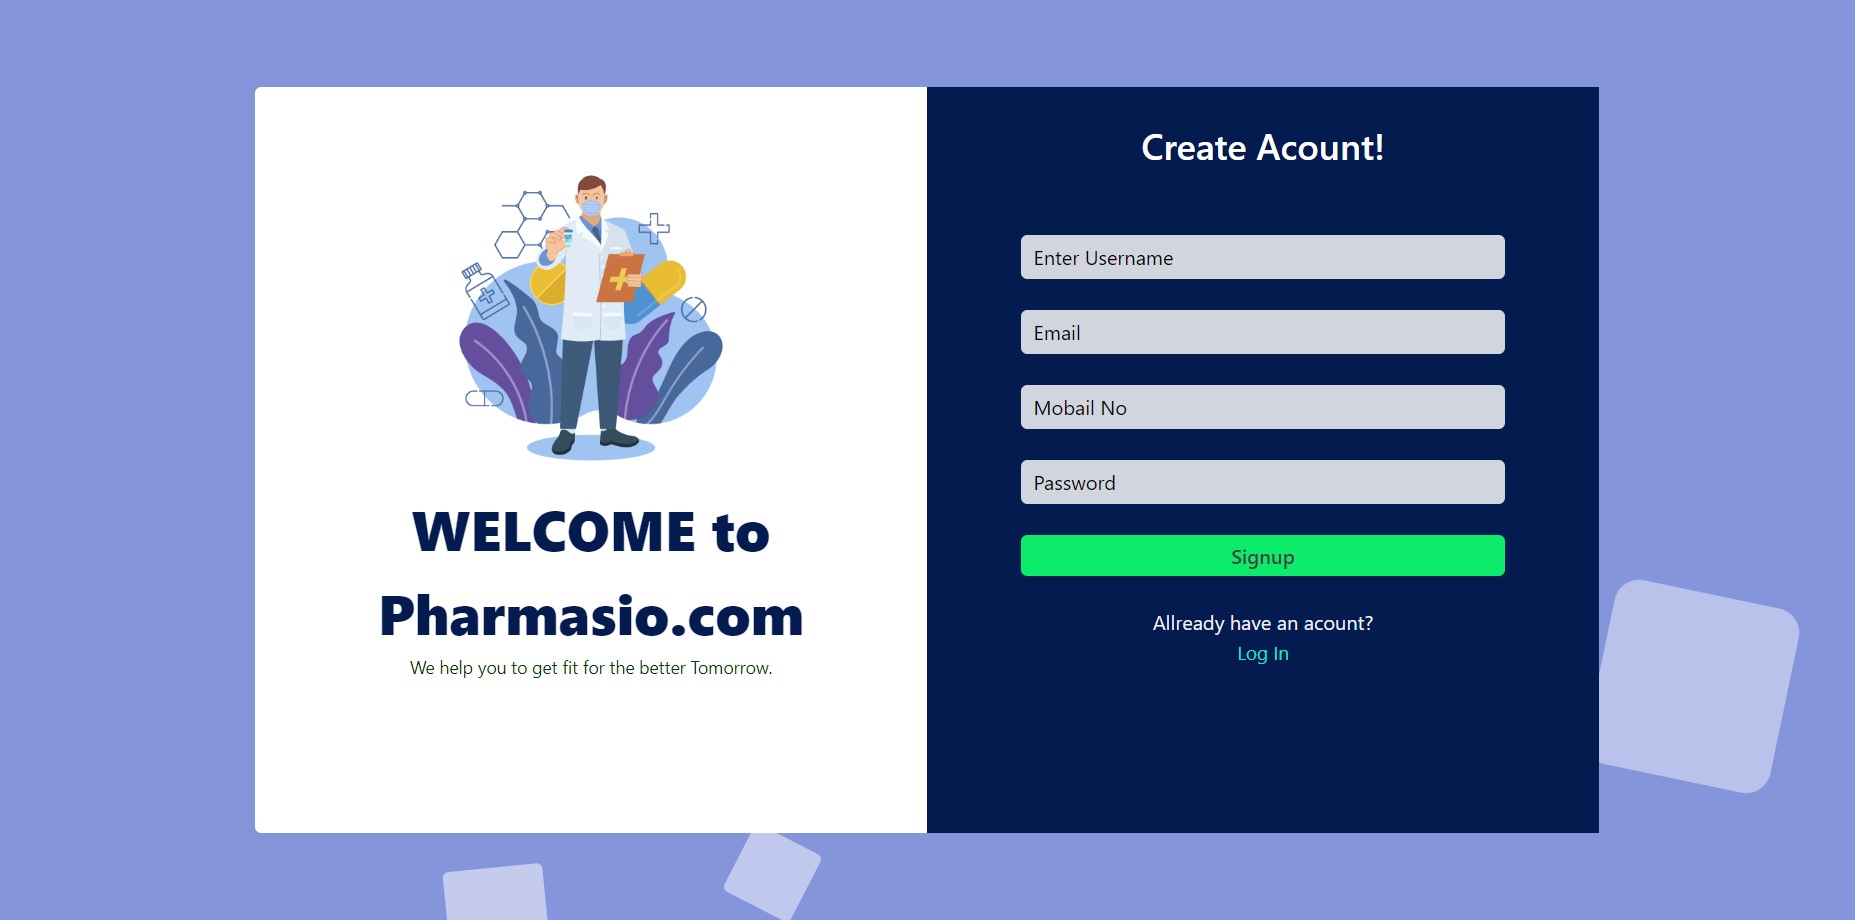 WELCOME to
Pharmasio.com
We help you to get fit for the better Tomorrow.
Create Acount!
Enter Username
Email
Mobail No
Password
Signup
Allready have an acount?
Log In